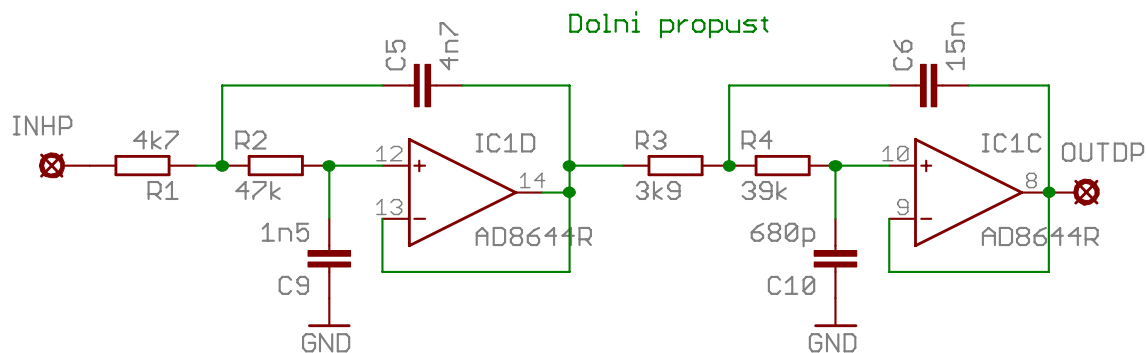 Dolni propust
C5
4n7
C6
15n
INHP
4k7
R2
12
IC1D
R3
R4
10
IC1C
OUTDP
R1
47k
14
3k9
39k
8
13
9
1n5
AD8644R
680p
AD8644R
C9
C10
GND
GND